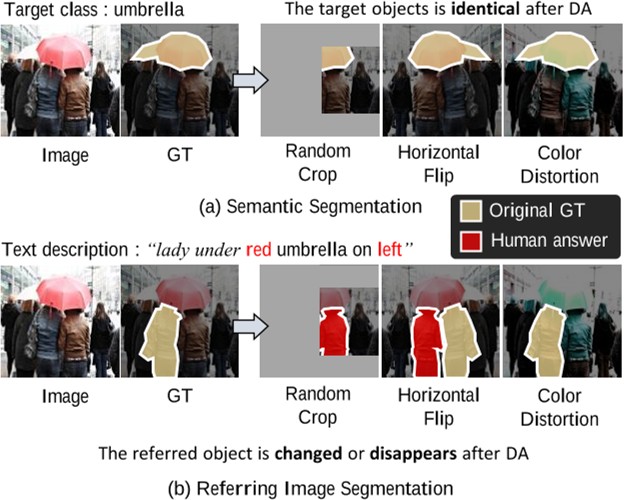 Target class : umbrella
The target objects is identical after DA
Image
GT
Random
Crop
Horizontal
Flip
Color
Distortion
(a) Semantic Segmentation
Original GT
Human answer
Text description : “lady under red umbrella on left”
Image
GT
Random
Crop
Horizontal
Flip
Color
Distortion
The referred object is changed or disappears after DA
(b) Referring Image Segmentation